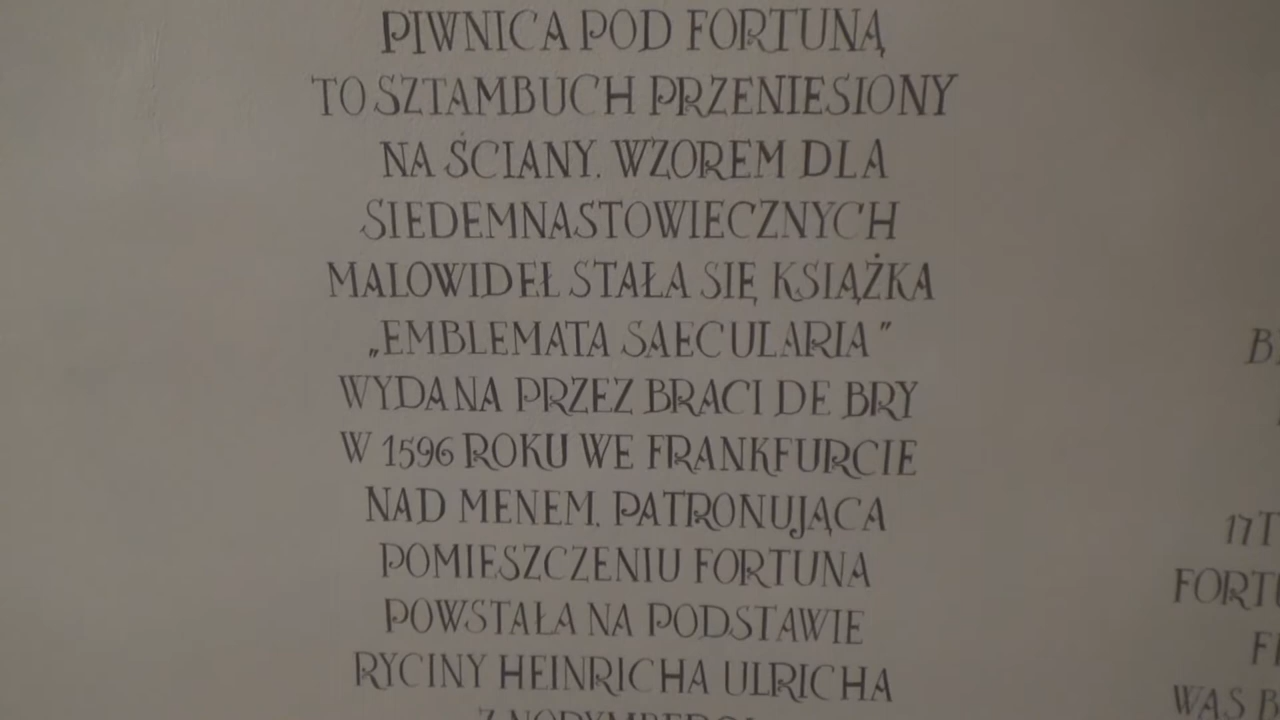 PIWNICA POD FORTUNĄ
TO SZTAMBUCH PRZENIESIONY
NA ŚCIANY. WZOREM DLA
SIEDEMNASTOWIECZNYCH
MALOWIDEŁ STAŁA SIĘ KSIĄŻKA
„EMBLEMATA SAECULARIA”
WYDANA PRZEZ BRACI DE BRY
W 1596 ROKU WE FRANKFURCIE
NAD MENEM. PATRONUJĄCA
POMIESZCZENIU FORTUNA
POWSTAŁA NA PODSTAWIE
RYCINY HEINRICHA ULRICHA
WAS